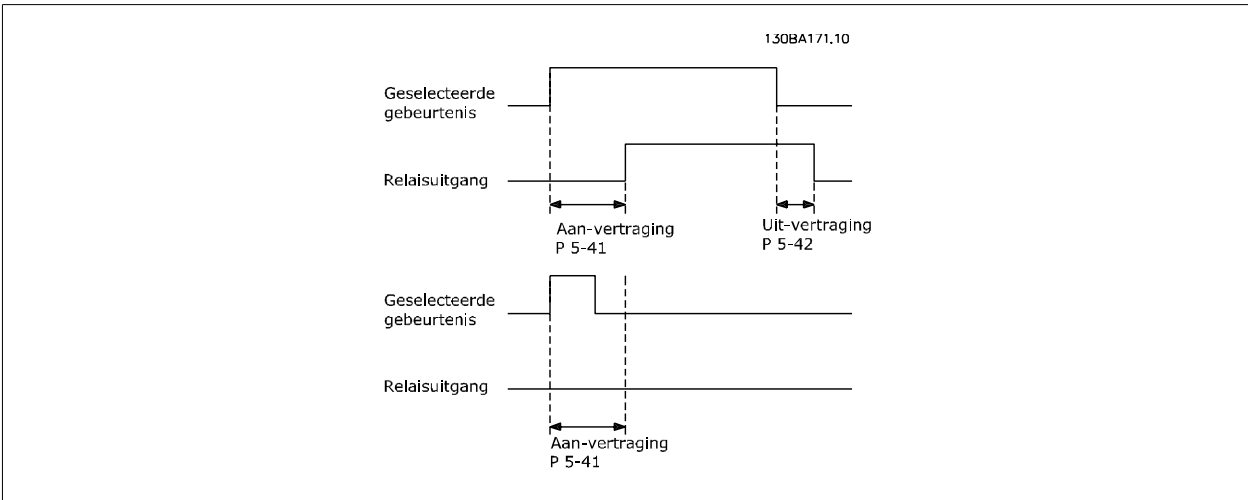 130BA171.10
Geselecteerde
gebeurtenis
Relaisuitgang
Aan-vertraging
P 5-41
Uit-vertraging
P 5-42
Geselecteerde
gebeurtenis
Relaisuitgang
Aan-vertraging
P 5-41